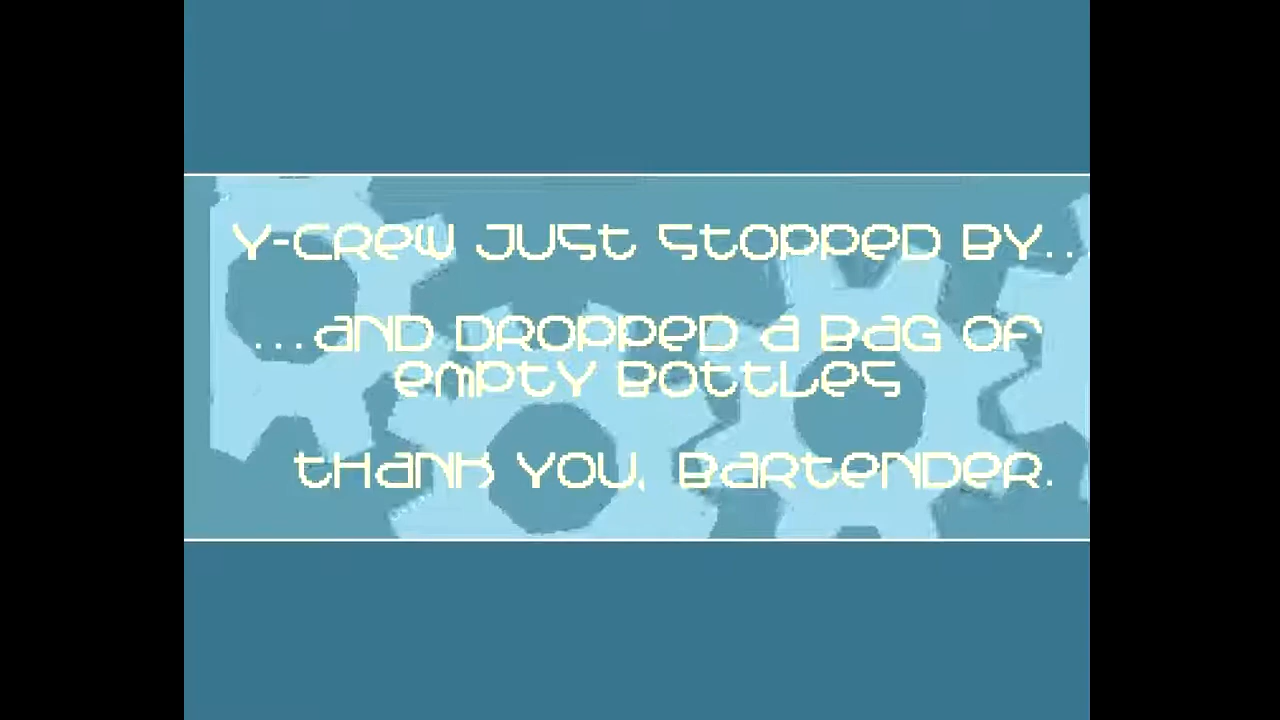 Y-CREW JUST STOPPED BY..
...AND DROPPED A BAG OF
EMPTY BOTTLES
THANK YOU, BARTENDER.